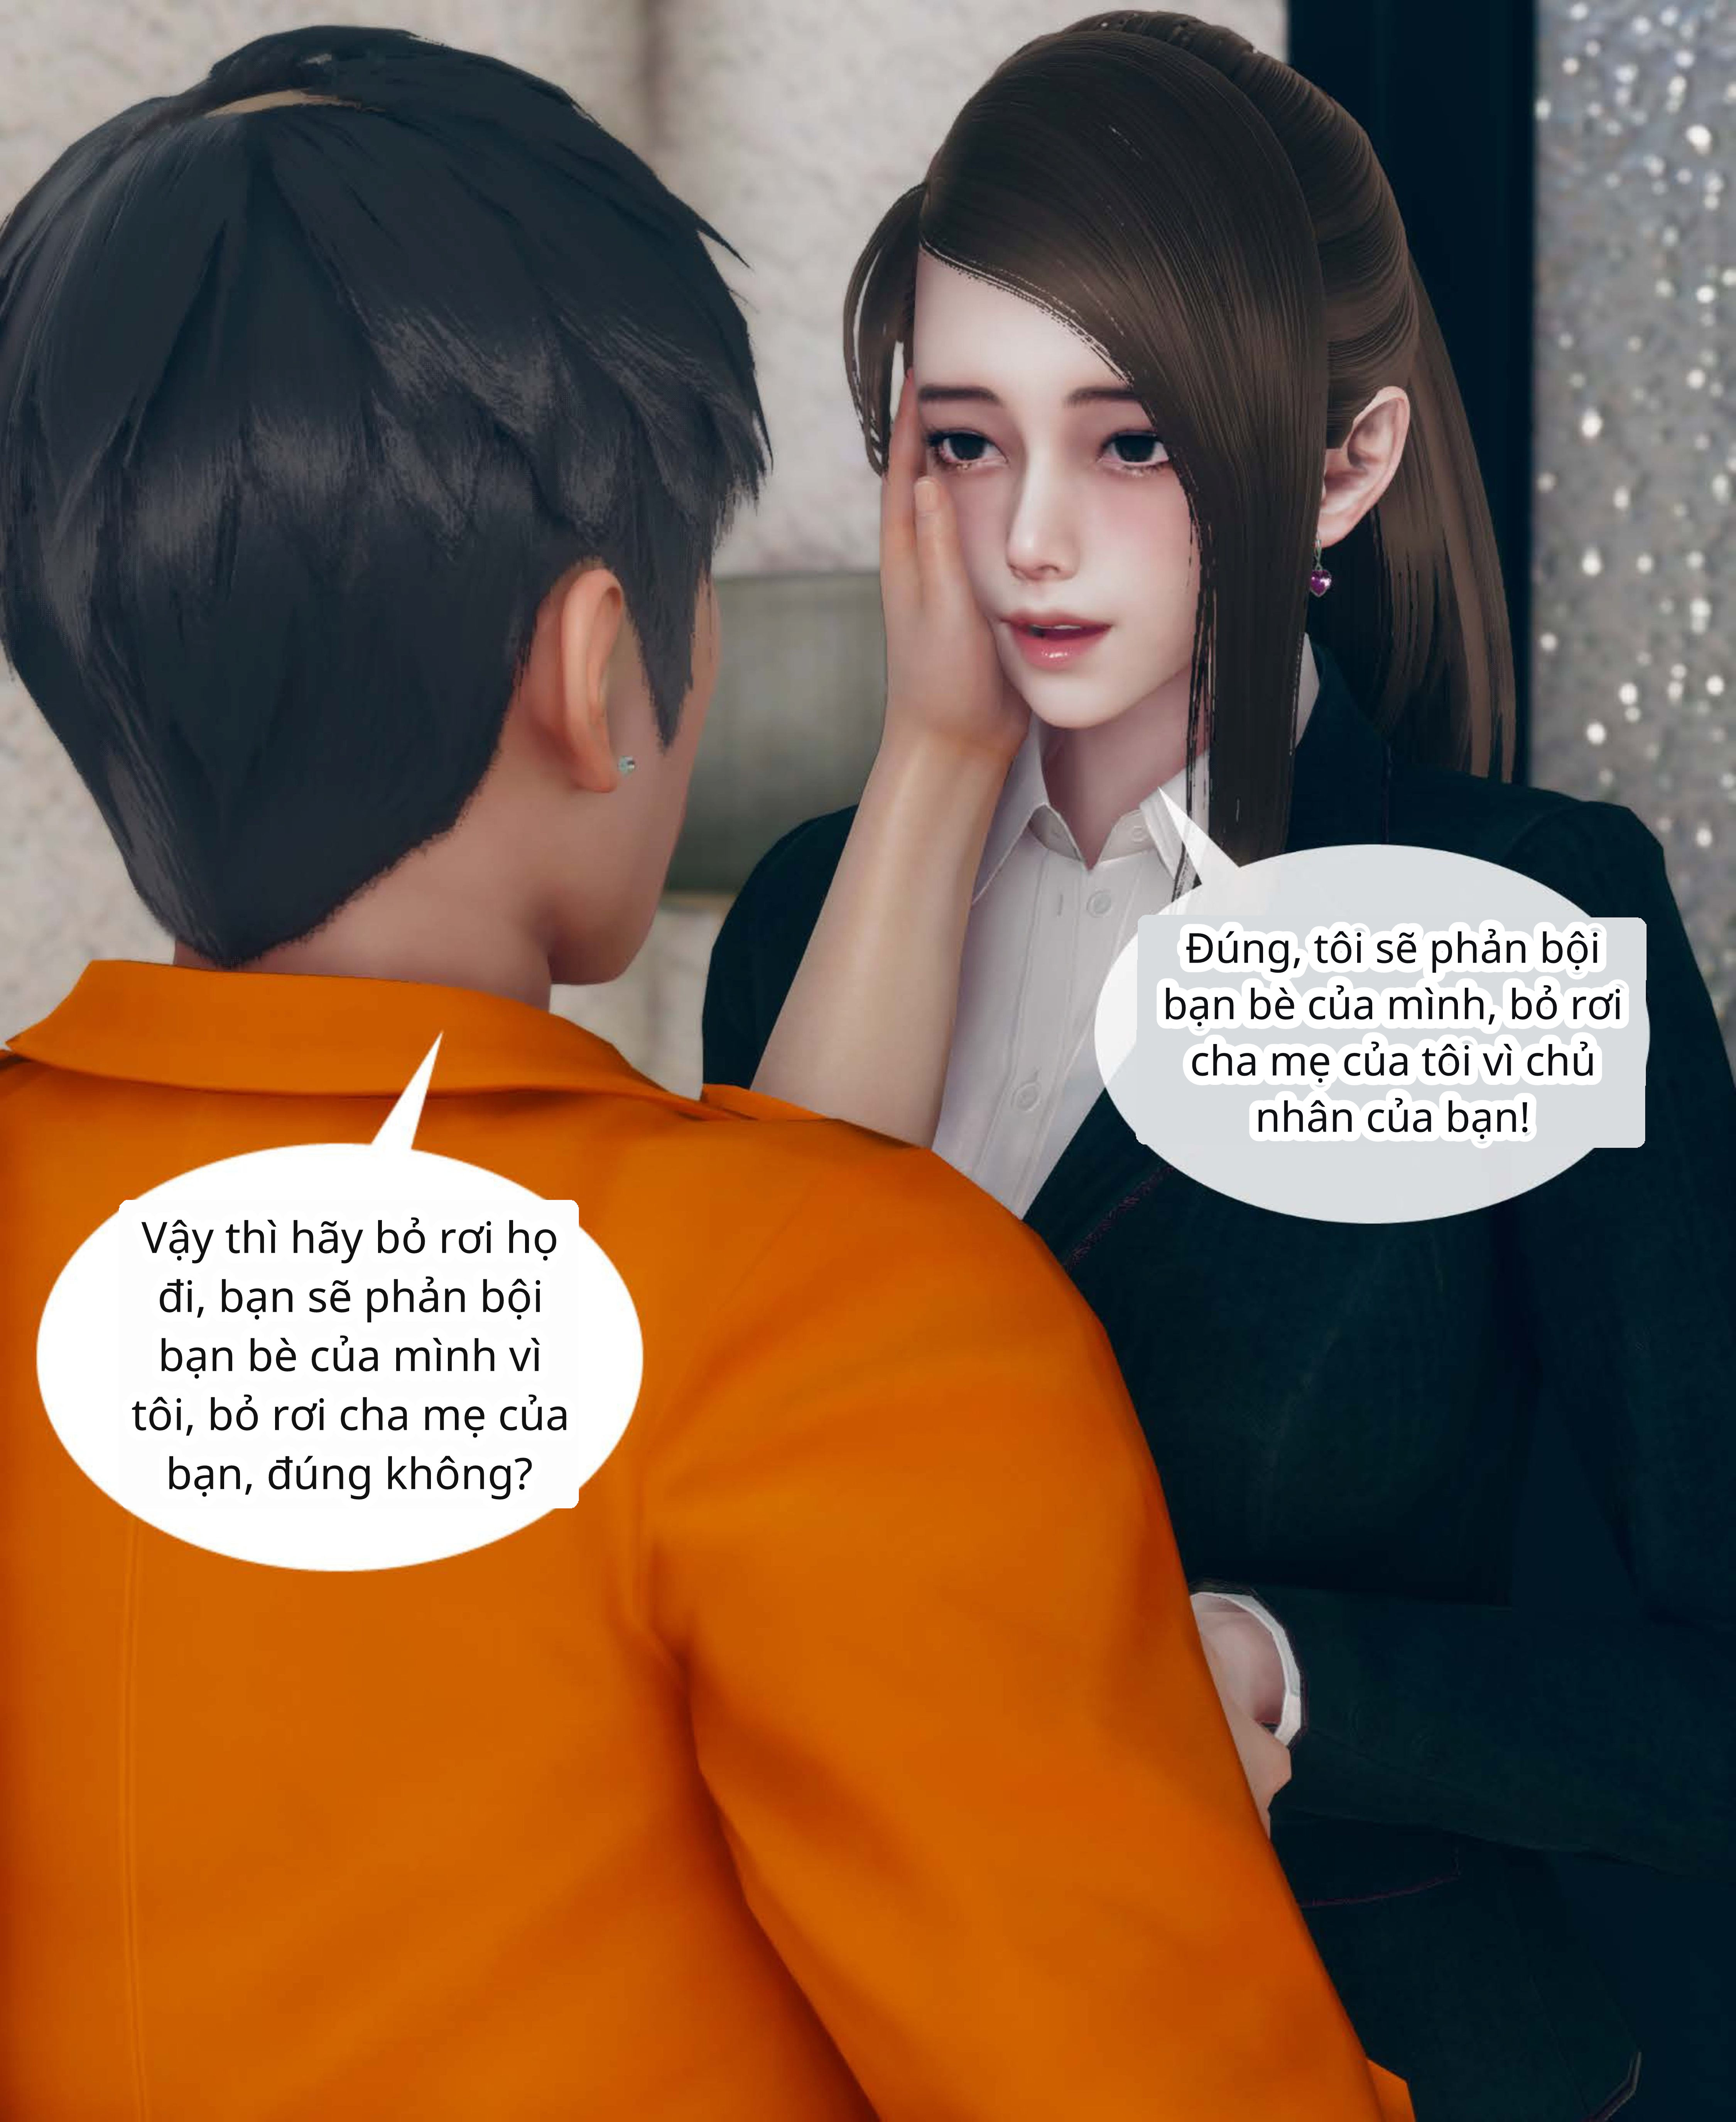 Đúng, tôi sẽ phản bội
bạn bè của mình, bỏ rơi
cha mẹ của tôi vì chủ
nhân của bạn!
Vậy thì hãy bỏ rơi họ
đi, bạn sẽ phản bội
bạn bè của mình vì
tôi, bỏ rơi cha mẹ của
bạn, đúng không?